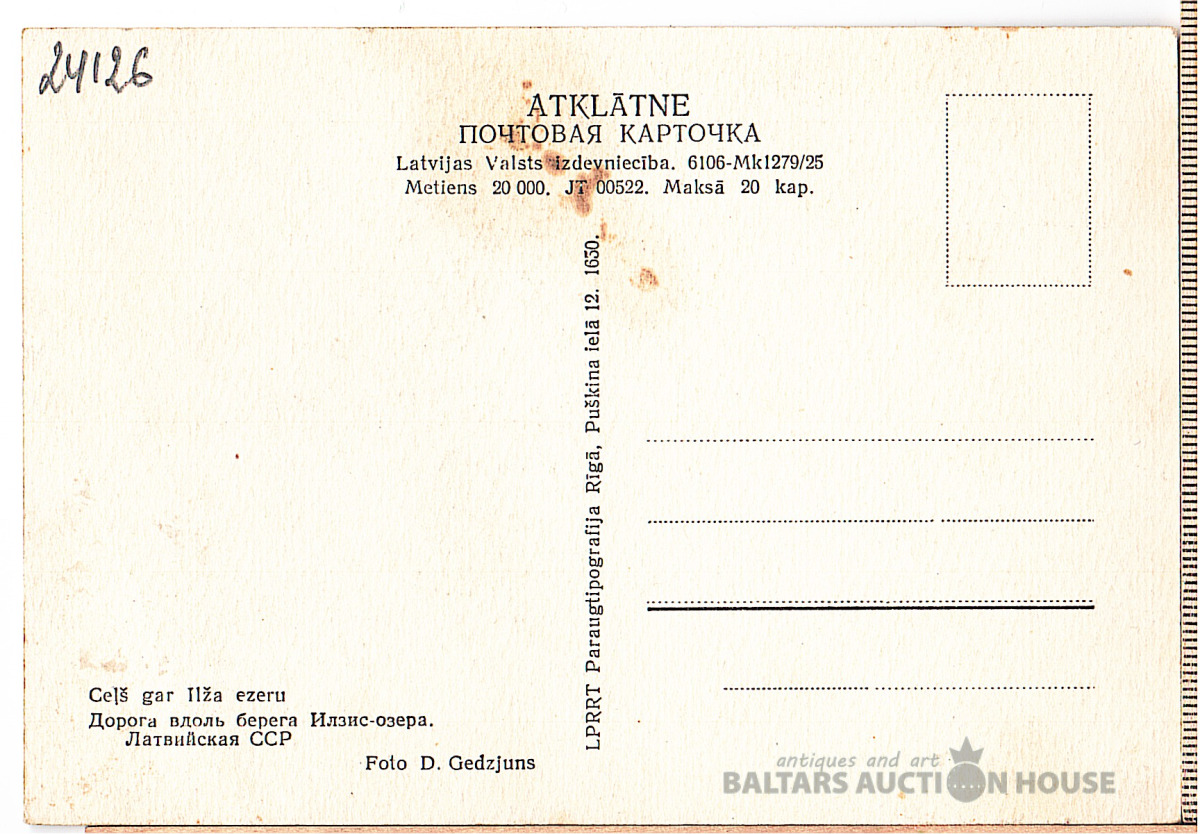 24126
ATKLĀTNE
ПОЧТОВАЯ КАРТОЧКА
Latvijas Valsts izdevniecība. 6106-Mk1279/25
Metiens 20 000. JT 00522. Maksā 20 kap.
LPRRT Paraugtipografija Rīgā, Puškina ielā 12. 1650.
Ceļš gar Ilža ezeru
Дорога вдоль берега Илзис-озера.
Латвийская ССР
Foto D. Gedzjuns
antiques and art
BALTARS AUCTION HOUSE